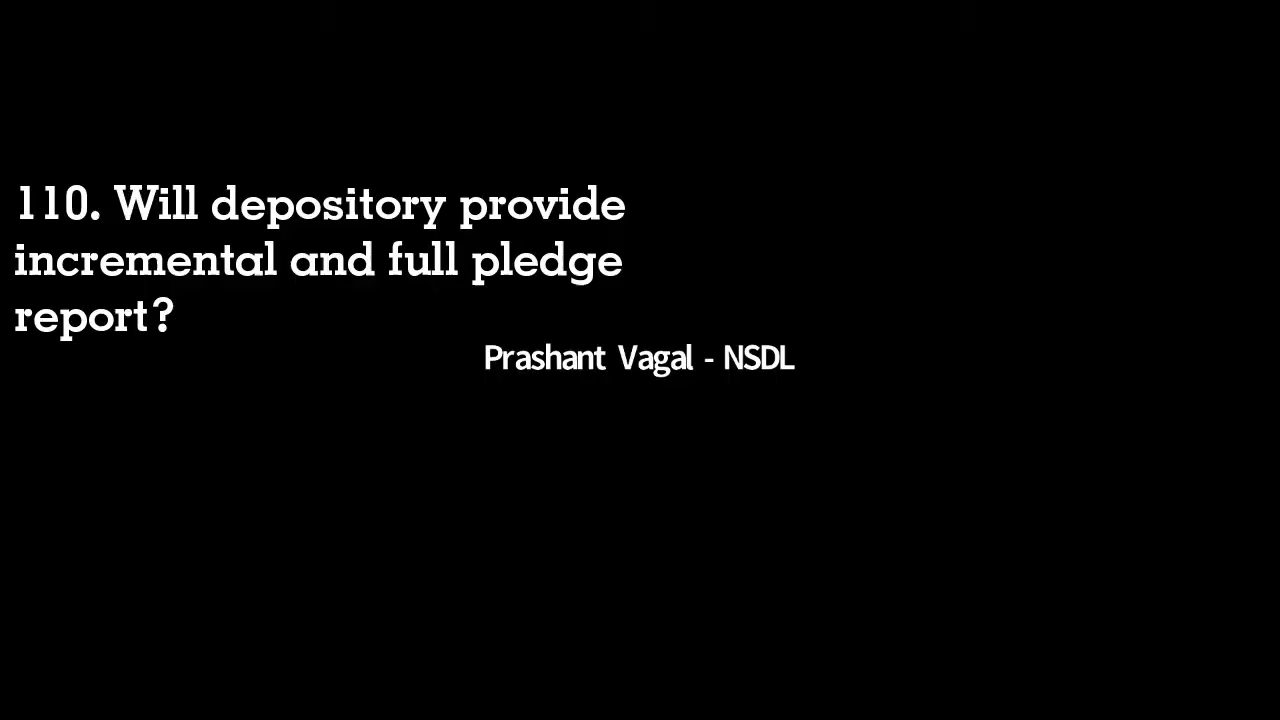 110. Will depository provide
incremental and full pledge
report?
Prashant Vagal - NSDL